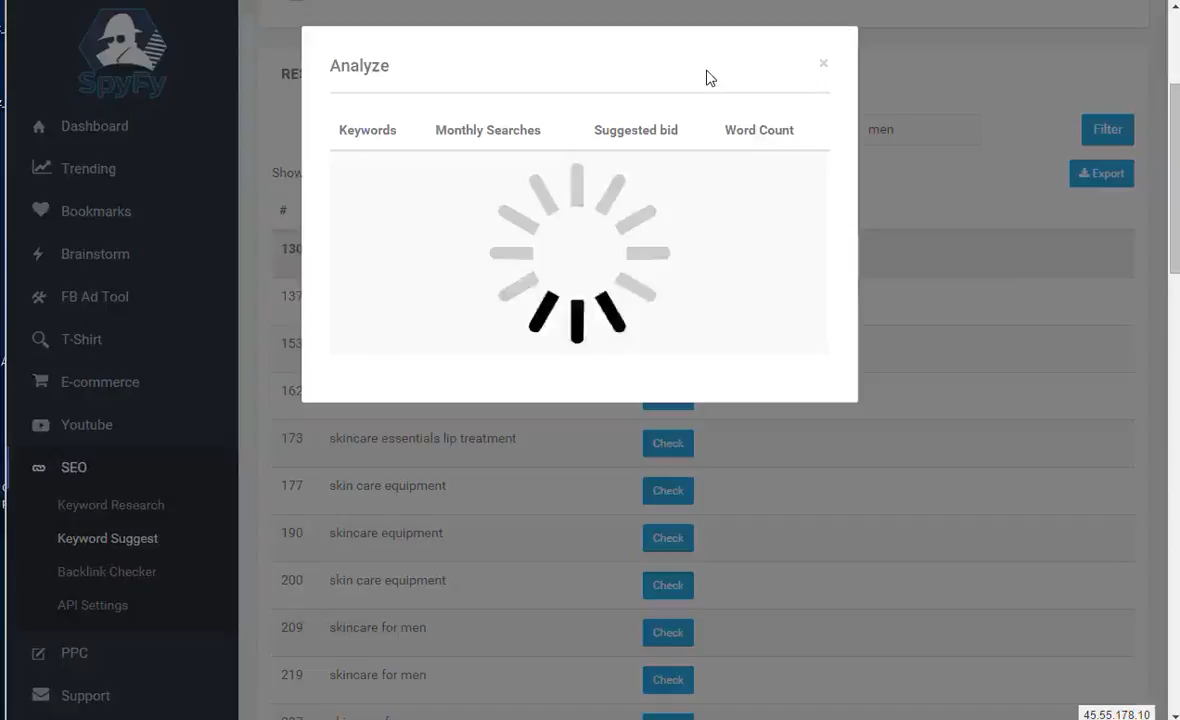 SpyFy
Dashboard
Trending
Bookmarks
Brainstorm
FB Ad Tool
T-Shirt
E-commerce
Youtube
SEO
Keyword Research
Keyword Suggest
Backlink Checker
API Settings
PPC
Support
Analyze ×
Keywords Monthly Searches Suggested bid Word Count
RES
men Filter
Show
Export
#
130
137
153
162
173 skincare essentials lip treatment Check
177 skin care equipment Check
190 skincare equipment Check
200 skin care equipment Check
209 skincare for men Check
219 skincare for men Check
45.55.178.10